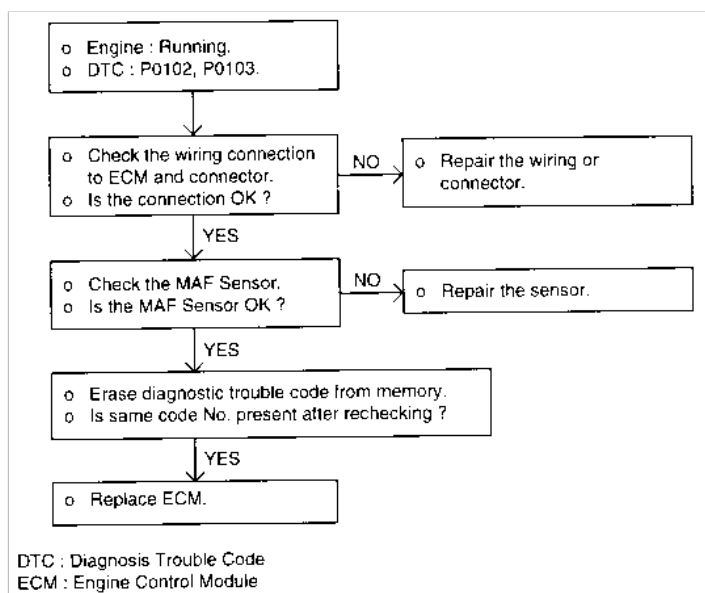 o Engine : Running.
o DTC : P0102, P0103.
o Check the wiring connection
to ECM and connector.
o Is the connection OK ?
NO
o Repair the wiring or
connector.
YES
o Check the MAF Sensor.
o Is the MAF Sensor OK ?
NO
o Repair the sensor.
YES
o Erase diagnostic trouble code from memory.
o Is same code No. present after rechecking ?
YES
o Replace ECM.
DTC : Diagnosis Trouble Code
ECM : Engine Control Module